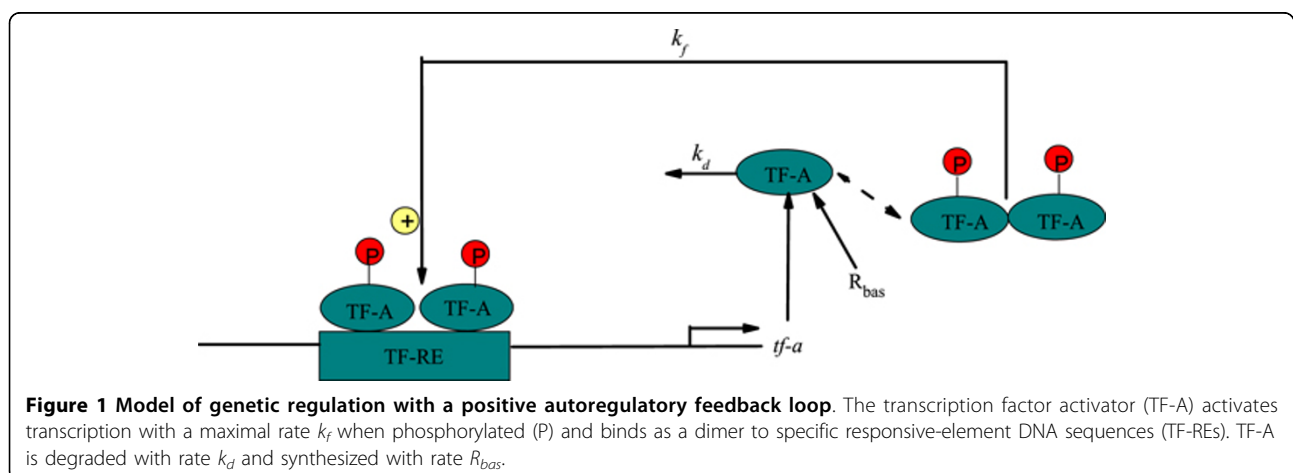 k_f
P
P
k_d
TF-A
TF-A
TF-A
+
P
P
R_bas
TF-A
TF-A
TF-RE
tf-a
Figure 1 Model of genetic regulation with a positive autoregulatory feedback loop. The transcription factor activator (TF-A) activates
transcription with a maximal rate k_f when phosphorylated (P) and binds as a dimer to specific responsive-element DNA sequences (TF-REs). TF-A
is degraded with rate k_d and synthesized with rate R_bas.